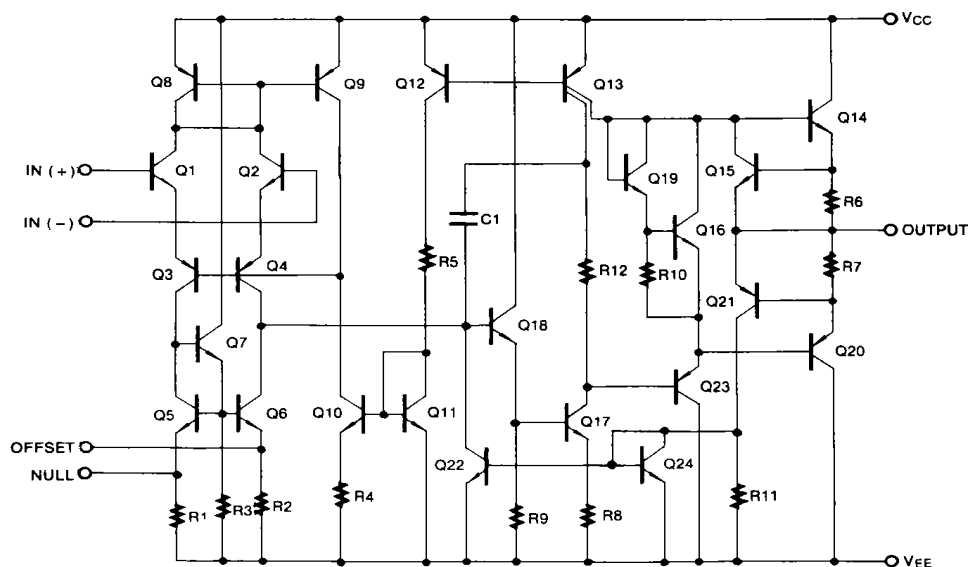 VCC
Q8
Q9
Q12
Q13
Q14
IN (+)
Q1
Q2
Q19
Q15
R6
IN (-)
C1
Q16
OUTPUT
Q3
Q4
R5
R12
R10
R7
Q21
Q7
Q18
Q20
Q5
Q6
Q10
Q11
Q17
Q23
OFFSET
Q22
Q24
NULL
R1
R3
R2
R4
R9
R8
R11
VEE